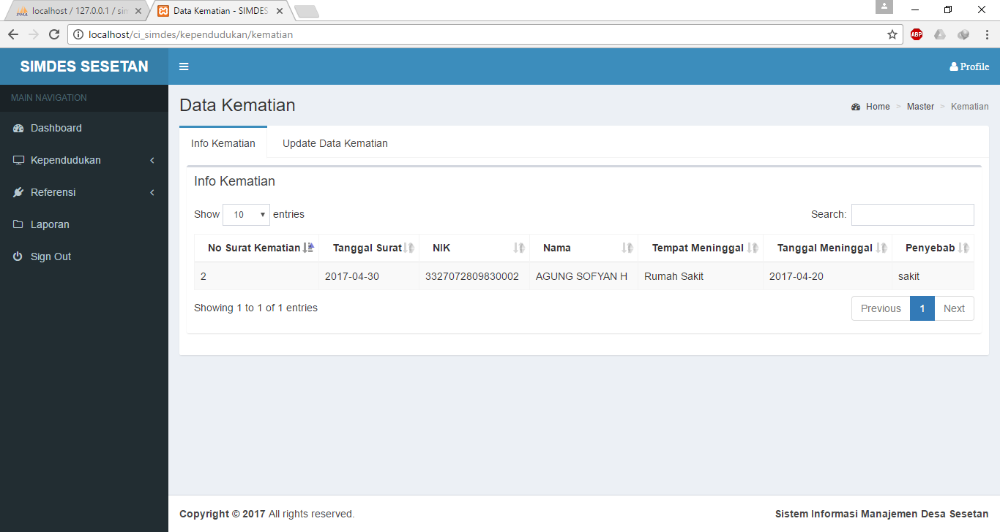 localhost / 127.0.0.1 / sim
Data Kematian - SIMDES
localhost/ci_simdes/kependudukan/kematian
ABP
SIMDES SESETAN
Profile
MAIN NAVIGATION
Dashboard
Kependudukan
Referensi
Laporan
Sign Out
Data Kematian
Home > Master > Kematian
Info Kematian Update Data Kematian
Info Kematian
Show 10 entries Search:
No Surat Kematian Tanggal Surat NIK Nama Tempat Meninggal Tanggal Meninggal Penyebab
2 2017-04-30 3327072809830002 AGUNG SOFYAN H Rumah Sakit 2017-04-20 sakit
Showing 1 to 1 of 1 entries Previous 1 Next
Copyright © 2017 All rights reserved. Sistem Informasi Manajemen Desa Sesetan